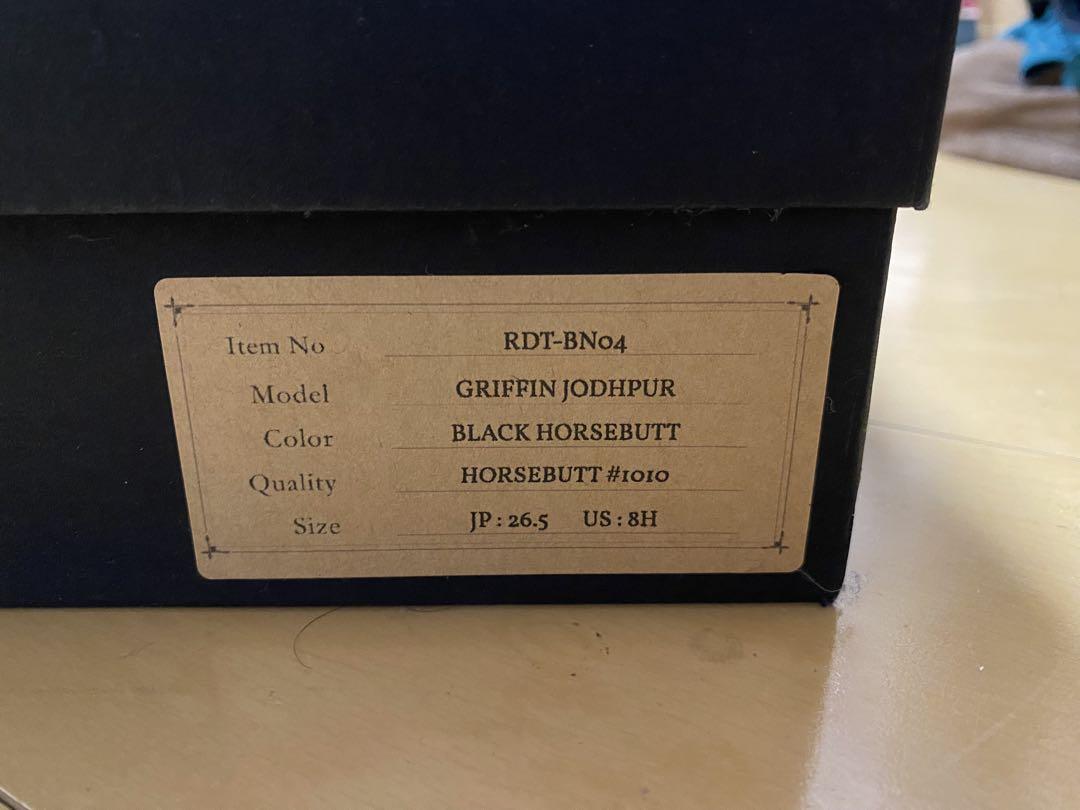 Item No RDT-BN04
Model GRIFFIN JODHPUR
Color BLACK HORSEBUTT
Quality HORSEBUTT #1010
Size JP : 26.5 US : 8H